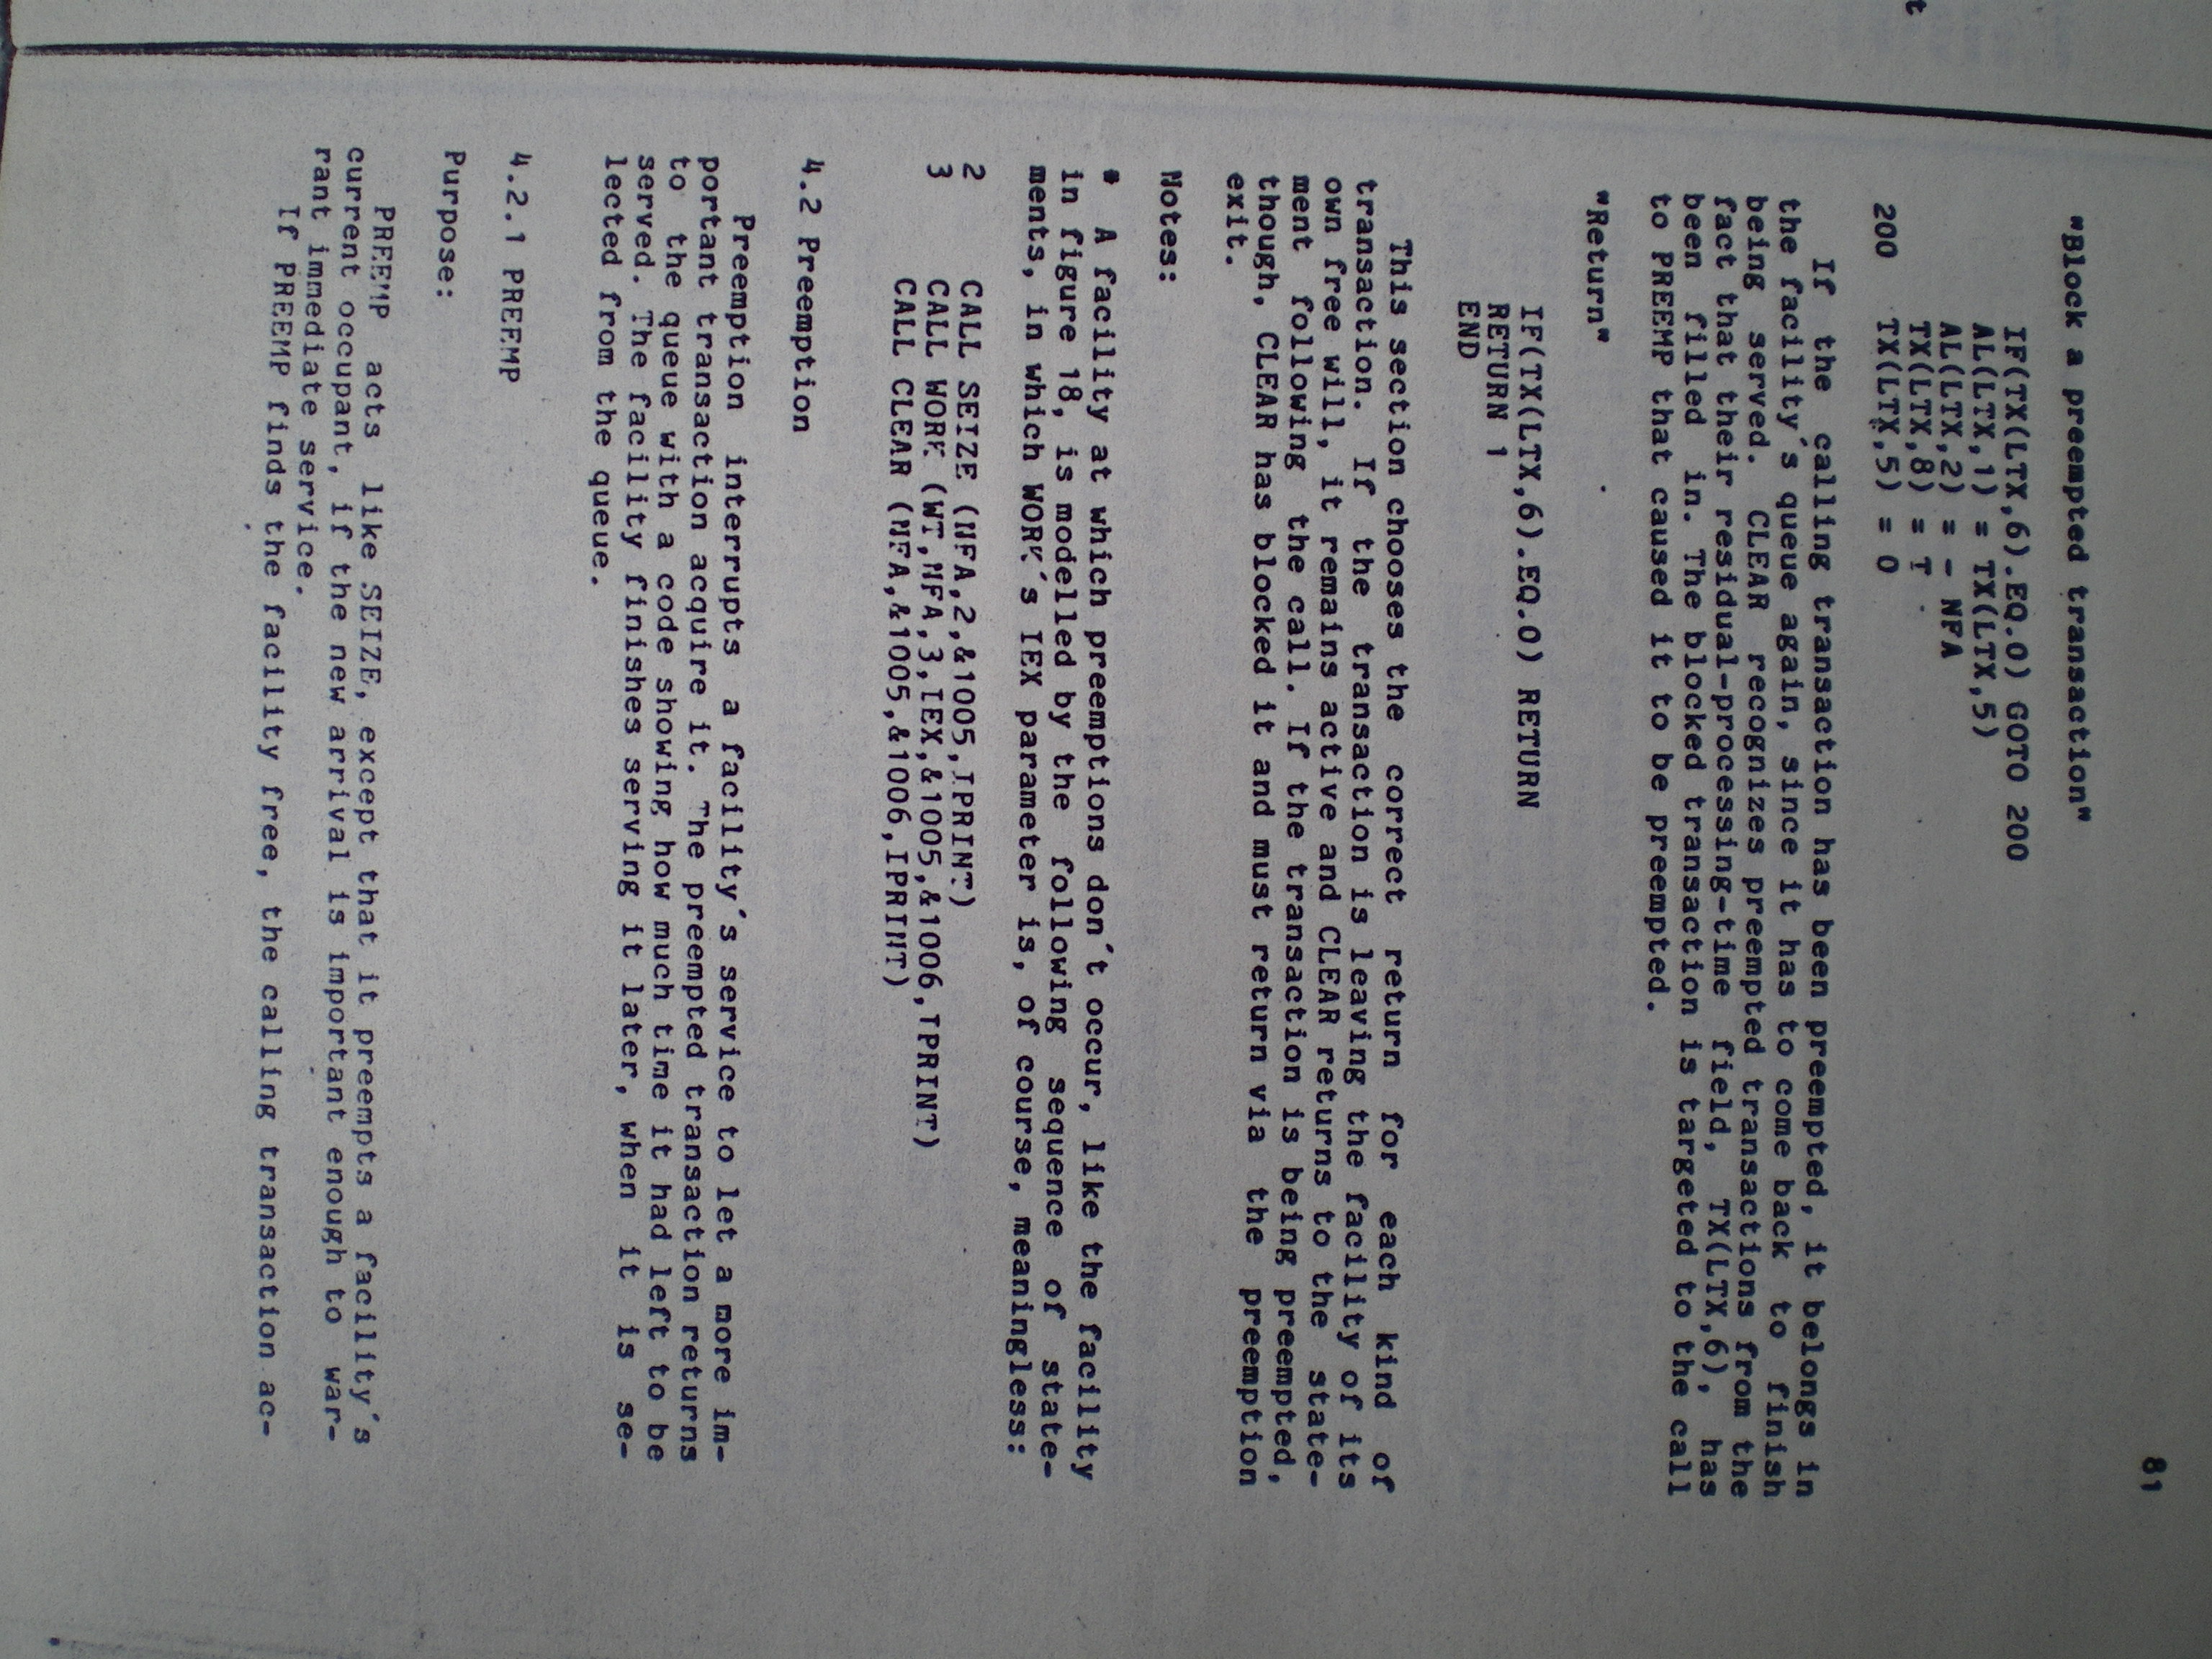 81
"Block a preempted transaction"
IF(TX(LTX,6).EQ.0) GOTO 200
AL(LTX,1) = TX(LTX,5)
AL(LTX,2) = - NFA
TX(LTX,8) = T
200 TX(LTX,5) = 0
If the calling transaction has been preempted, it belongs in
the facility's queue again, since it has to come back to finish
being served. CLEAR recognizes preempted transactions from the
fact that their residual-processing-time field, TX(LTX,6), has
been filled in. The blocked transaction is targeted to the call
to PREEMP that caused it to be preempted.
"Return"
IF(TX(LTX,6).EQ.0) RETURN
RETURN 1
END
This section chooses the correct return for each kind of
transaction. If the transaction is leaving the facility of its
own free will, it remains active and CLEAR returns to the state-
ment following the call. If the transaction is being preempted,
though, CLEAR has blocked it and must return via the preemption
exit.
Notes:
* A facility at which preemptions don't occur, like the facility
in figure 18, is modelled by the following sequence of state-
ments, in which WORK's IEX parameter is, of course, meaningless:
2 CALL SEIZE (NFA,2,&1005,IPRINT)
3 CALL WORK (WT,NFA,3,IEX,&1005,&1006,IPRINT)
CALL CLEAR (NFA,&1005,&1006,IPRINT)
4.2 Preemption
Preemption interrupts a facility's service to let a more im-
portant transaction acquire it. The preempted transaction returns
to the queue with a code showing how much time it had left to be
served. The facility finishes serving it later, when it is se-
lected from the queue.
4.2.1 PREEMP
Purpose:
PREEMP acts like SEIZE, except that it preempts a facility's
current occupant, if the new arrival is important enough to war-
rant immediate service.
If PREEMP finds the facility free, the calling transaction ac-